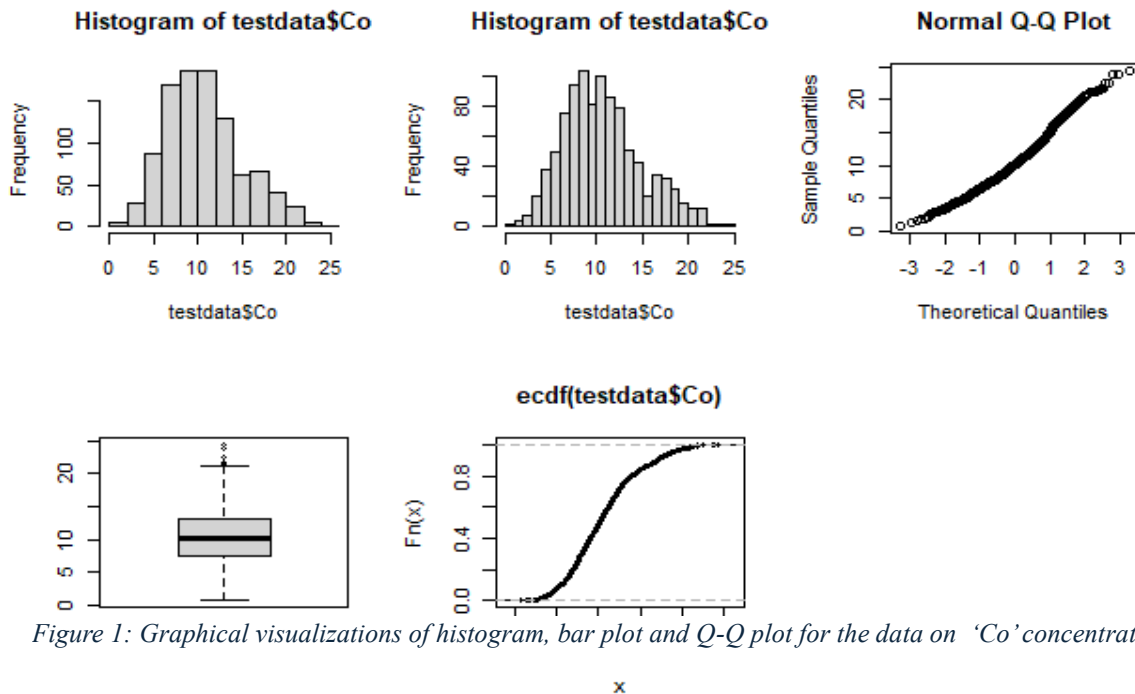 Histogram of testdata$Co
Frequency
0 50 100
0 5 10 15 20 25
testdata$Co
Histogram of testdata$Co
Frequency
0 40 80
0 5 10 15 20 25
testdata$Co
Normal Q-Q Plot
Sample Quantiles
0 5 10 20
-3 -2 -1 0 1 2 3
Theoretical Quantiles
0 5 10 20
ecdf(testdata$Co)
Fn(x)
0.0 0.4 0.8
Figure 1: Graphical visualizations of histogram, bar plot and Q-Q plot for the data on ‘Co’ concentrat
x